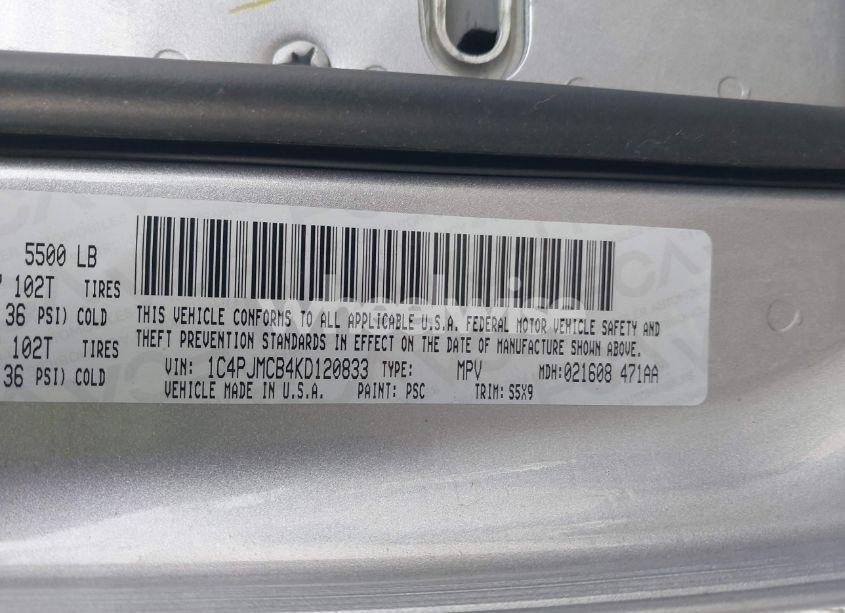 5500 LB
102T TIRES
36 PSI) COLD
102T TIRES
36 PSI) COLD
Wheelwise
THIS VEHICLE CONFORMS TO ALL APPLICABLE U.S.A. FEDERAL MOTOR VEHICLE SAFETY AND
THEFT PREVENTION STANDARDS IN EFFECT ON THE DATE OF MANUFACTURE SHOWN ABOVE.
VIN: 1C4PJMCB4KD120833 TYPE: MPV MDH:021608 471AA
VEHICLE MADE IN U.S.A. PAINT: PSC TRIM: S5X9